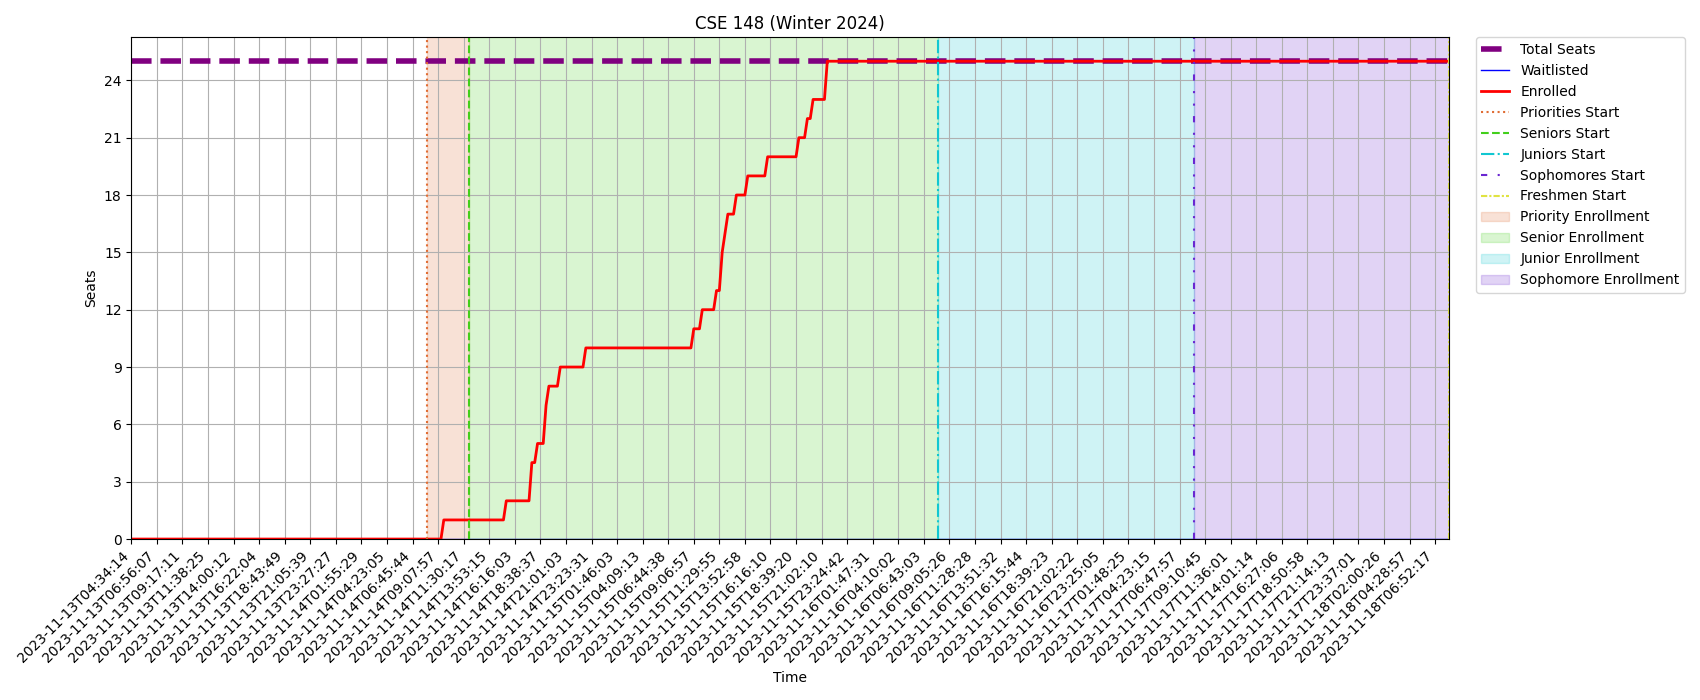 CSE 148 (Winter 2024)
Total Seats
Waitlisted
Enrolled
Priorities Start
Seniors Start
Juniors Start
Sophomores Start
Freshmen Start
Priority Enrollment
Senior Enrollment
Junior Enrollment
Sophomore Enrollment
Seats
24
21
18
15
12
9
6
3
0
2023-11-13T04:34:14
2023-11-13T06:56:07
2023-11-13T09:17:11
2023-11-13T11:38:25
2023-11-13T14:00:12
2023-11-13T16:22:04
2023-11-13T18:43:49
2023-11-13T21:05:39
2023-11-13T23:27:27
2023-11-14T01:55:29
2023-11-14T04:23:05
2023-11-14T06:45:44
2023-11-14T09:07:57
2023-11-14T11:30:17
2023-11-14T13:53:15
2023-11-14T16:16:03
2023-11-14T18:38:37
2023-11-14T21:01:03
2023-11-14T23:23:31
2023-11-15T01:46:03
2023-11-15T04:09:13
2023-11-15T06:44:38
2023-11-15T09:06:57
2023-11-15T11:29:55
2023-11-15T13:52:58
2023-11-15T16:16:10
2023-11-15T18:39:20
2023-11-15T21:02:10
2023-11-15T23:24:42
2023-11-16T01:47:31
2023-11-16T04:10:02
2023-11-16T06:43:03
2023-11-16T09:05:26
2023-11-16T11:28:28
2023-11-16T13:51:32
2023-11-16T16:15:44
2023-11-16T18:39:23
2023-11-16T21:02:22
2023-11-16T23:25:05
2023-11-17T01:48:25
2023-11-17T04:23:15
2023-11-17T06:47:57
2023-11-17T09:10:45
2023-11-17T11:36:01
2023-11-17T14:01:14
2023-11-17T16:27:06
2023-11-17T18:50:58
2023-11-17T21:14:13
2023-11-17T23:37:01
2023-11-18T02:00:26
2023-11-18T04:28:57
2023-11-18T06:52:17
Time